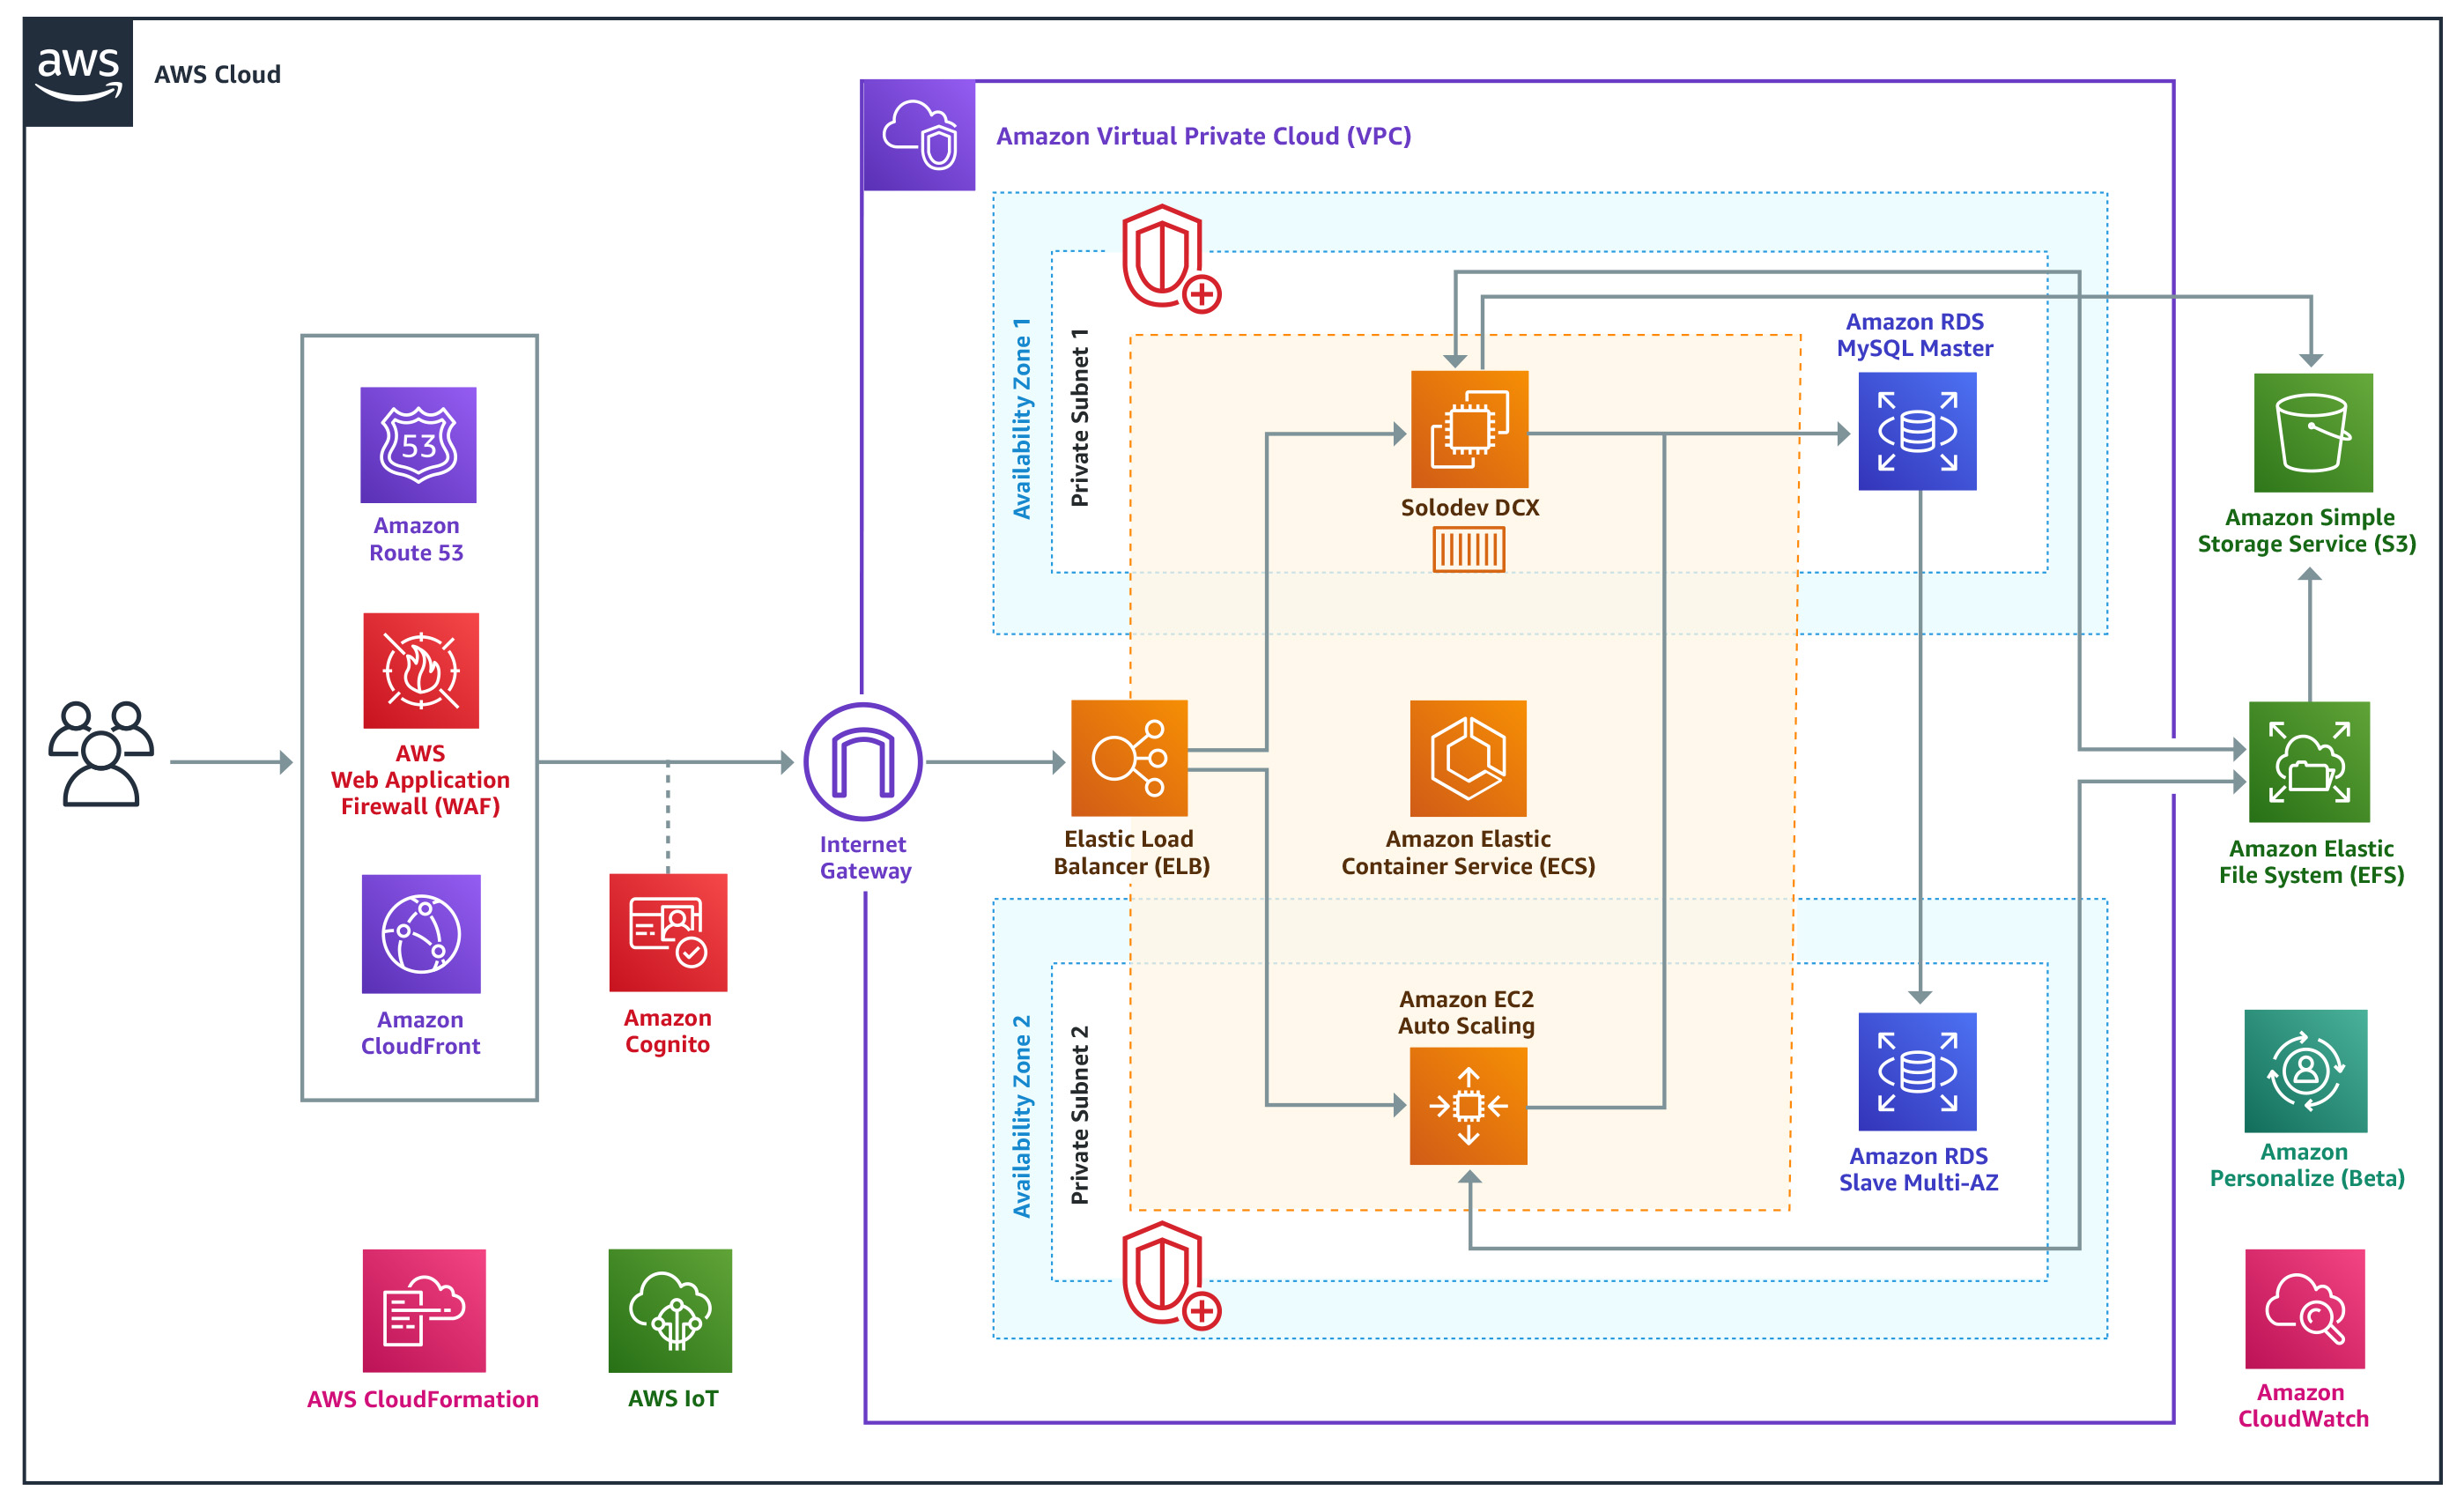 aws
AWS Cloud
Amazon Virtual Private Cloud (VPC)
Availability Zone 1
Private Subnet 1
Amazon RDS
MySQL Master
53
Amazon
Route 53
Solodev DCX
Amazon Simple
Storage Service (S3)
AWS
Web Application
Firewall (WAF)
Internet
Gateway
Elastic Load
Balancer (ELB)
Amazon Elastic
Container Service (ECS)
Amazon Elastic
File System (EFS)
Amazon
CloudFront
Amazon
Cognito
Availability Zone 2
Private Subnet 2
Amazon EC2
Auto Scaling
Amazon RDS
Slave Multi-AZ
Amazon
Personalize (Beta)
AWS CloudFormation
AWS IoT
Amazon
CloudWatch